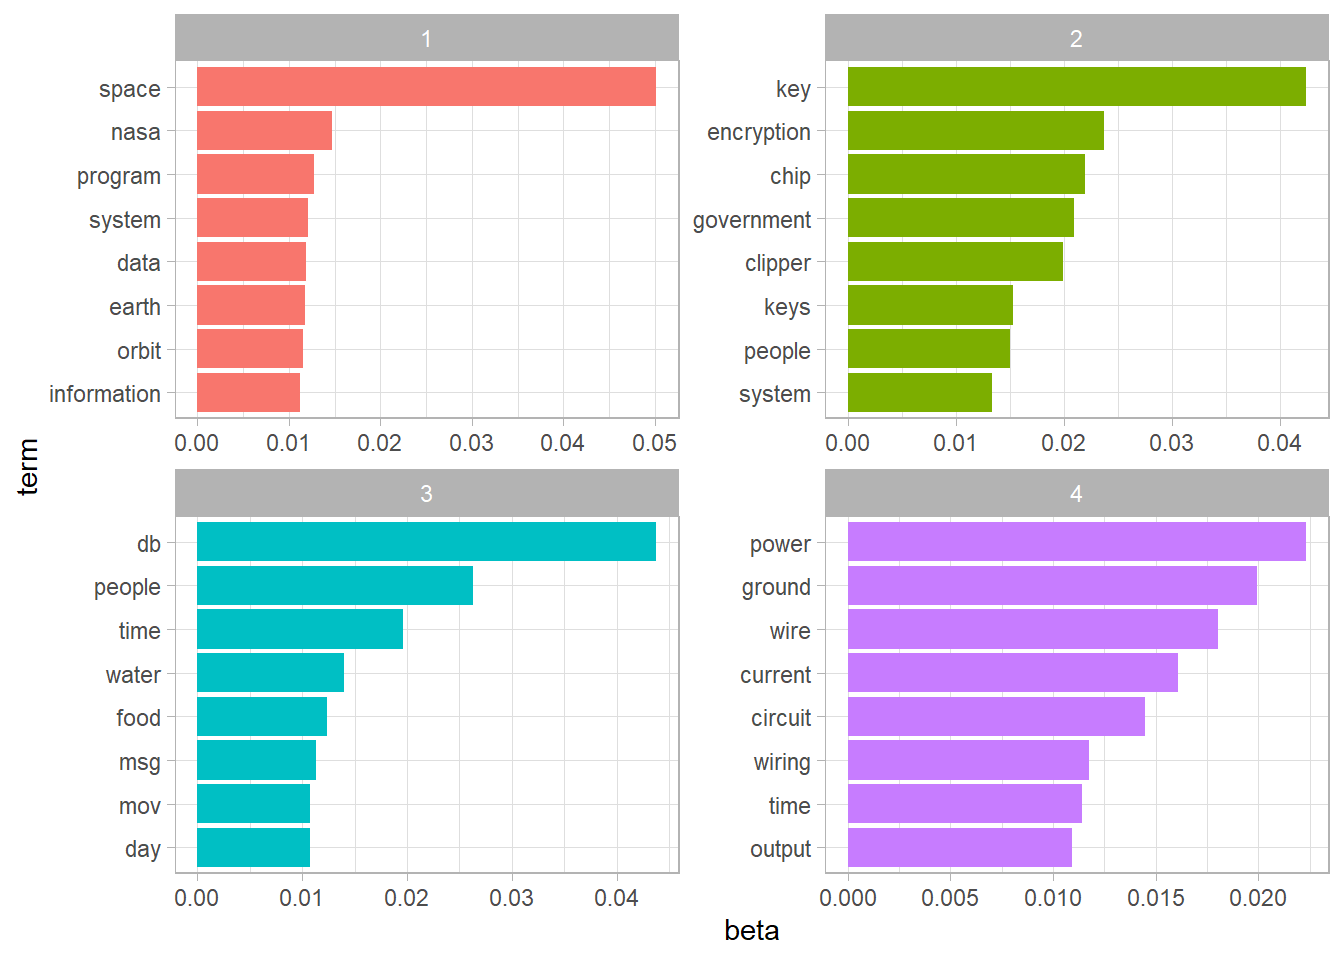 1
space
nasa
program
system
data
earth
orbit
information
0.00 0.01 0.02 0.03 0.04 0.05
2
key
encryption
chip
government
clipper
keys
people
system
0.00 0.01 0.02 0.03 0.04
term
3
db
people
time
water
food
msg
mov
day
0.00 0.01 0.02 0.03 0.04
4
power
ground
wire
current
circuit
wiring
time
output
0.000 0.005 0.010 0.015 0.020
beta